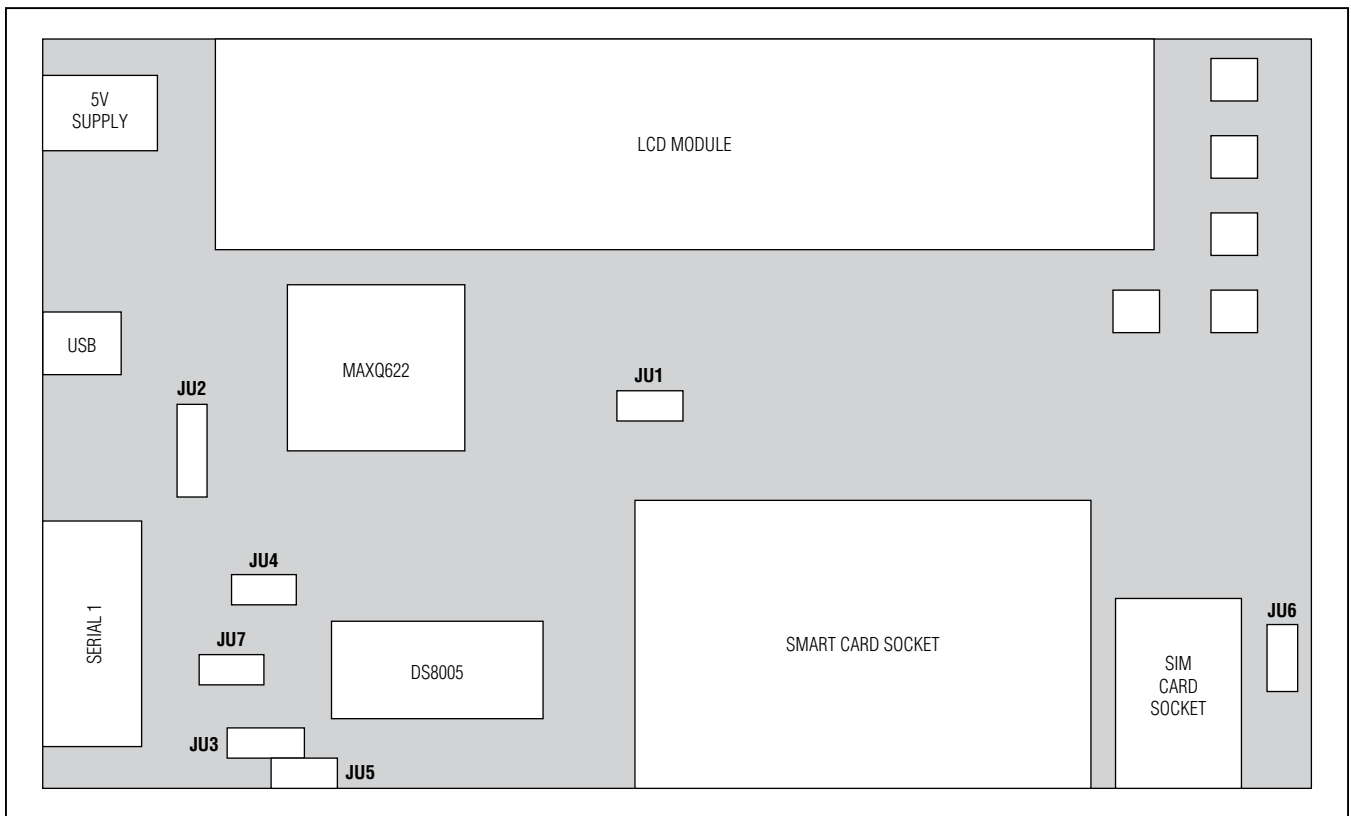 5V
SUPPLY
LCD MODULE
USB
MAXQ622
JU1
JU2
SERIAL 1
JU4
JU7
DS8005
SMART CARD SOCKET
SIM
CARD
SOCKET
JU6
JU3
JU5